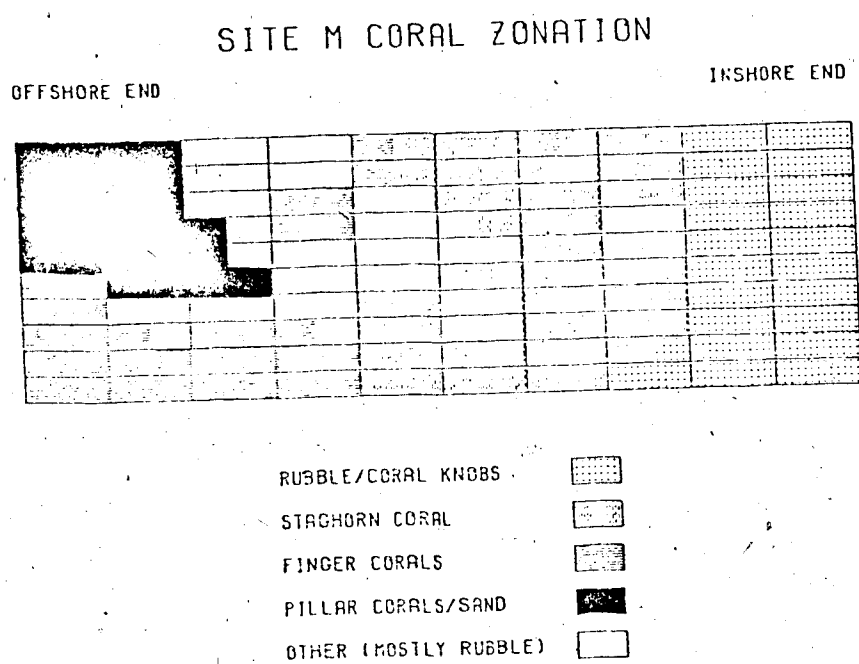 SITE M CORAL ZONATION
OFFSHORE END
INSHORE END
RUBBLE/CORAL KNOBS
STAGHORN CORAL
FINGER CORALS
PILLAR CORALS/SAND
OTHER (MOSTLY RUBBLE)